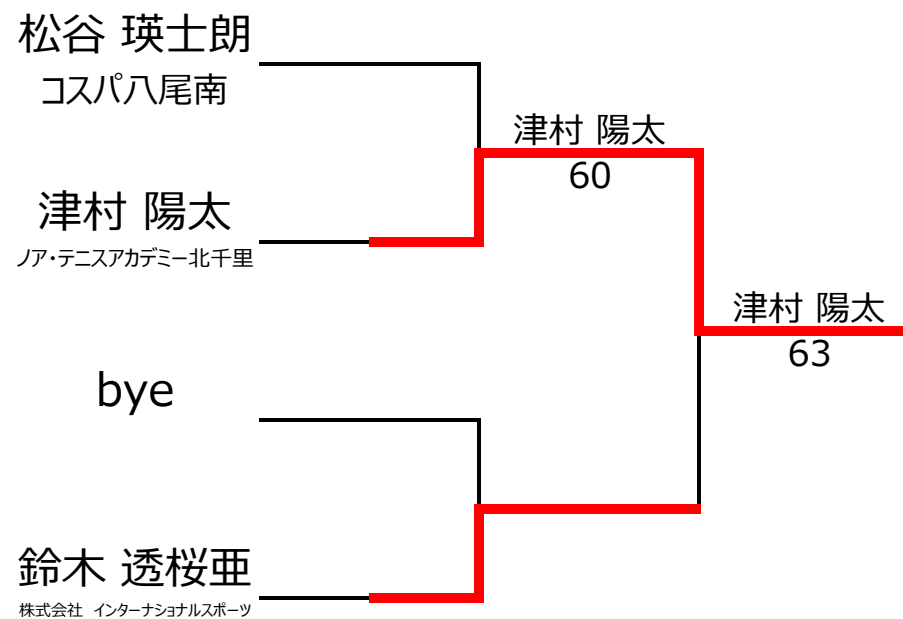 松谷 瑛士朗
コスパ八尾南
津村 陽太
60
津村 陽太
ノア・テニスアカデミー北千里
津村 陽太
63
bye
鈴木 透桜亜
株式会社 インターナショナルスポーツ